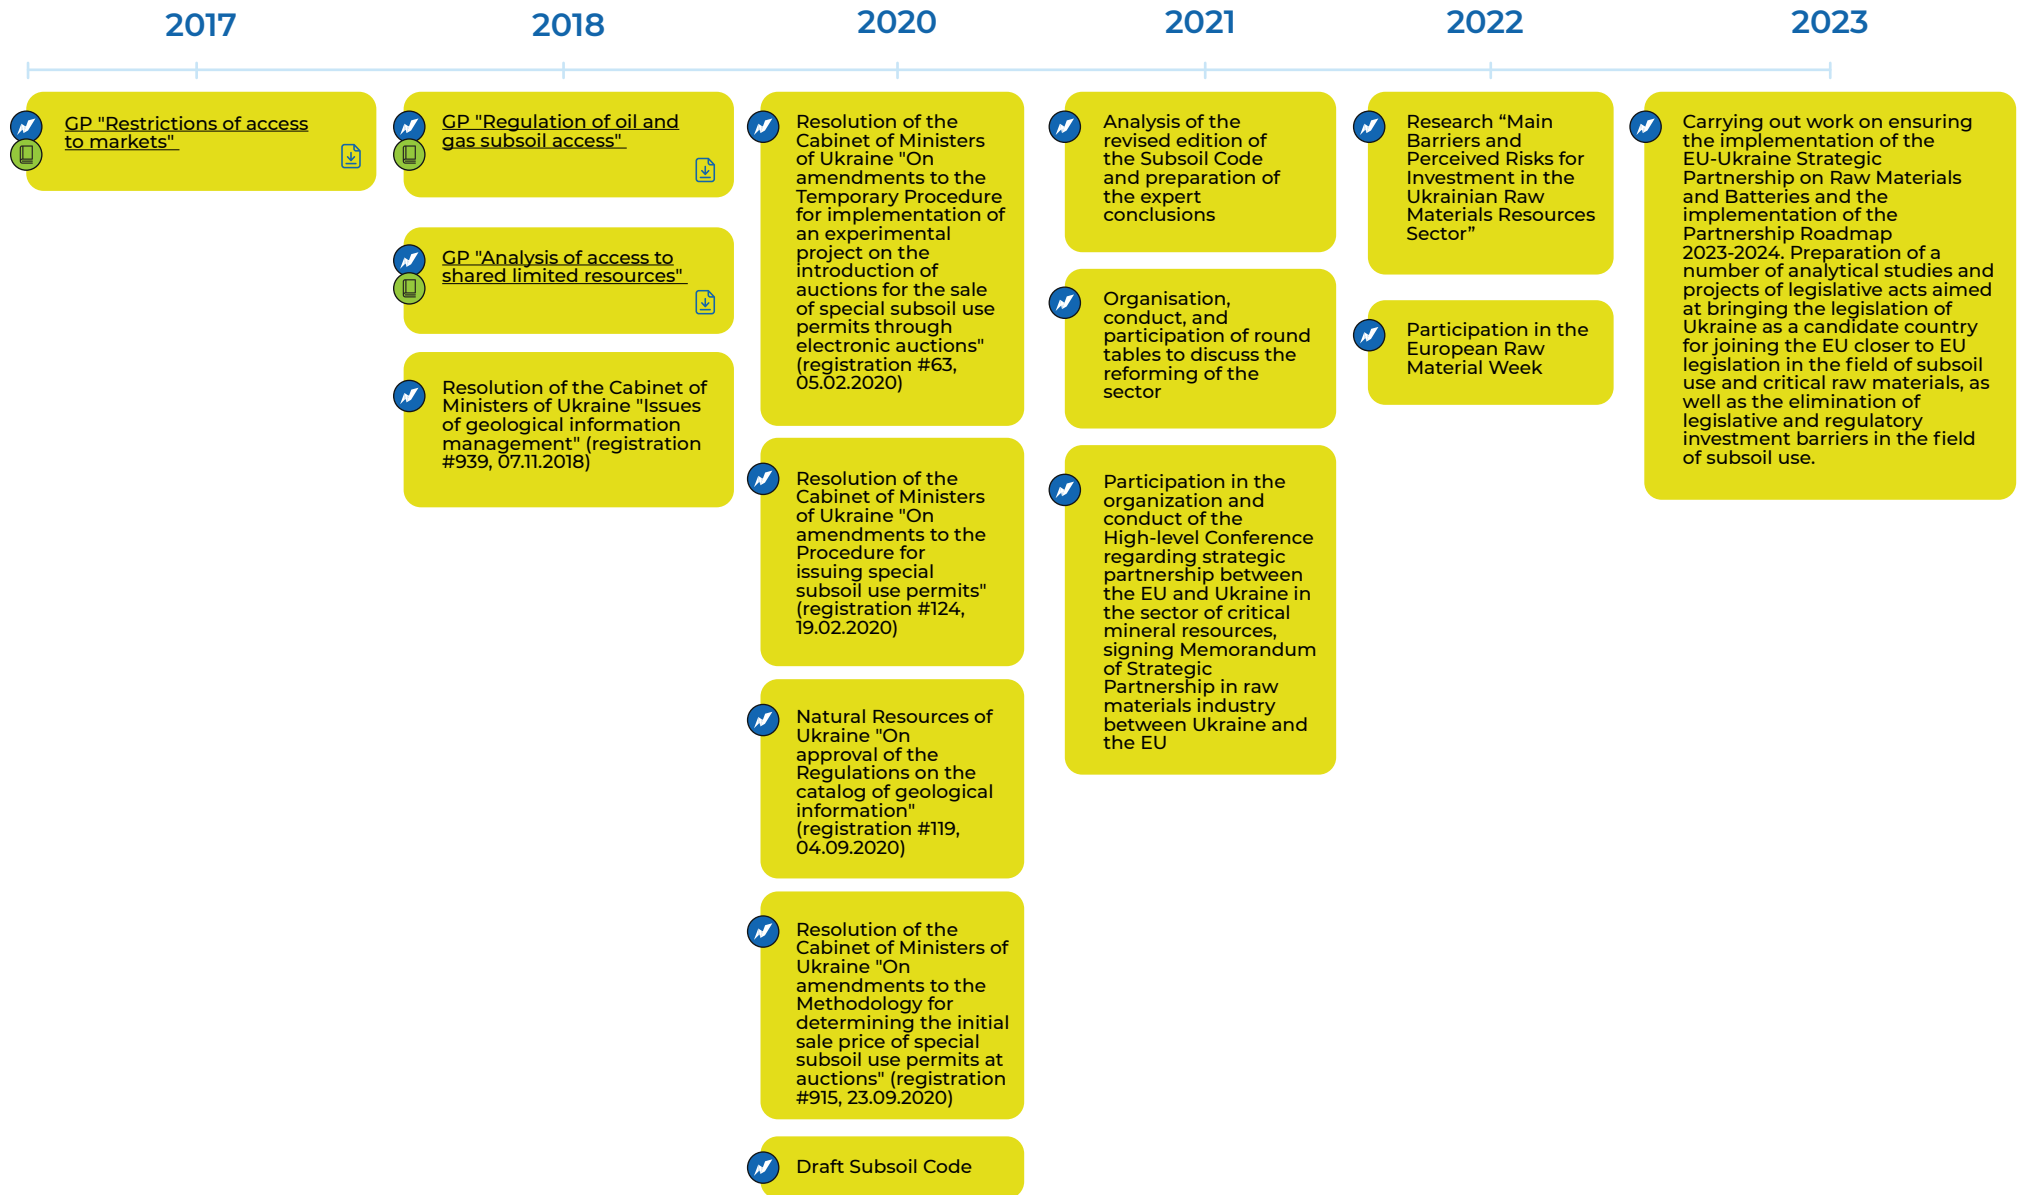 2017
2018
2020
2021
2022
2023
GP "Restrictions of access
to markets"
GP "Regulation of oil and
gas subsoil access"
GP "Analysis of access to
shared limited resources"
Resolution of the Cabinet of
Ministers of Ukraine "Issues
of geological information
management" (registration
#939, 07.11.2018)
Resolution of the
Cabinet of Ministers
of Ukraine "On
amendments to the
Temporary Procedure
for implementation of
an experimental
project on the
introduction of
auctions for the sale
of special subsoil use
permits through
electronic auctions"
(registration #63,
05.02.2020)
Resolution of the
Cabinet of Ministers
of Ukraine "On
amendments to the
Procedure for
issuing special
subsoil use permits"
(registration #124,
19.02.2020)
Natural Resources of
Ukraine "On
approval of the
Regulations on the
catalog of geological
information"
(registration #119,
04.09.2020)
Resolution of the
Cabinet of Ministers of
Ukraine "On
amendments to the
Methodology for
determining the initial
sale price of special
subsoil use permits at
auctions" (registration
#915, 23.09.2020)
Draft Subsoil Code
Analysis of the
revised edition of
the Subsoil Code
and preparation of
the expert
conclusions
Organisation,
conduct, and
participation of round
tables to discuss the
reforming of the
sector
Participation in the
organization and
conduct of the
High-level Conference
regarding strategic
partnership between
the EU and Ukraine in
the sector of critical
mineral resources,
signing Memorandum
of Strategic
Partnership in raw
materials industry
between Ukraine and
the EU
Research “Main
Barriers and
Perceived Risks for
Investment in the
Ukrainian Raw
Materials Resources
Sector”
Participation in the
European Raw
Material Week
Carrying out work on ensuring
the implementation of the
EU-Ukraine Strategic
Partnership on Raw Materials
and Batteries and the
implementation of the
Partnership Roadmap
2023-2024. Preparation of a
number of analytical studies and
projects of legislative acts aimed
at bringing the legislation of
Ukraine as a candidate country
for joining the EU closer to EU
legislation in the field of subsoil
use and critical raw materials, as
well as the elimination of
legislative and regulatory
investment barriers in the field
of subsoil use.